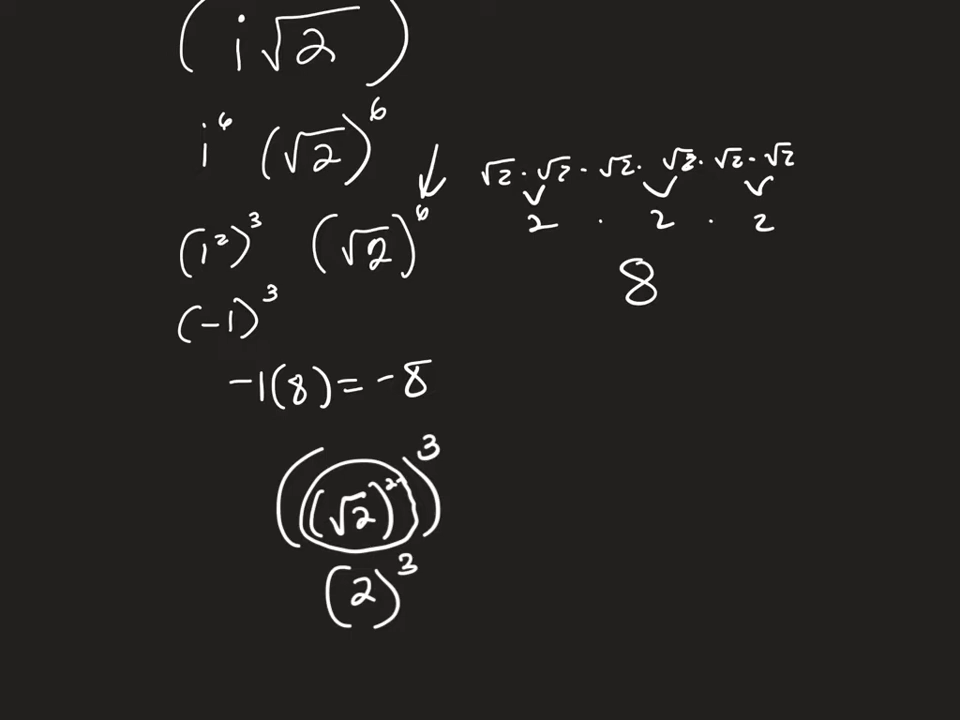 (i√2)
i⁶ (√2)⁶
√2 · √2 · √2 · √2 · √2 · √2
2 · 2 · 2
(i²)³ (√2)⁶
8
(-1)³
-1(8) = -8
(((√2)²))³
(2)³